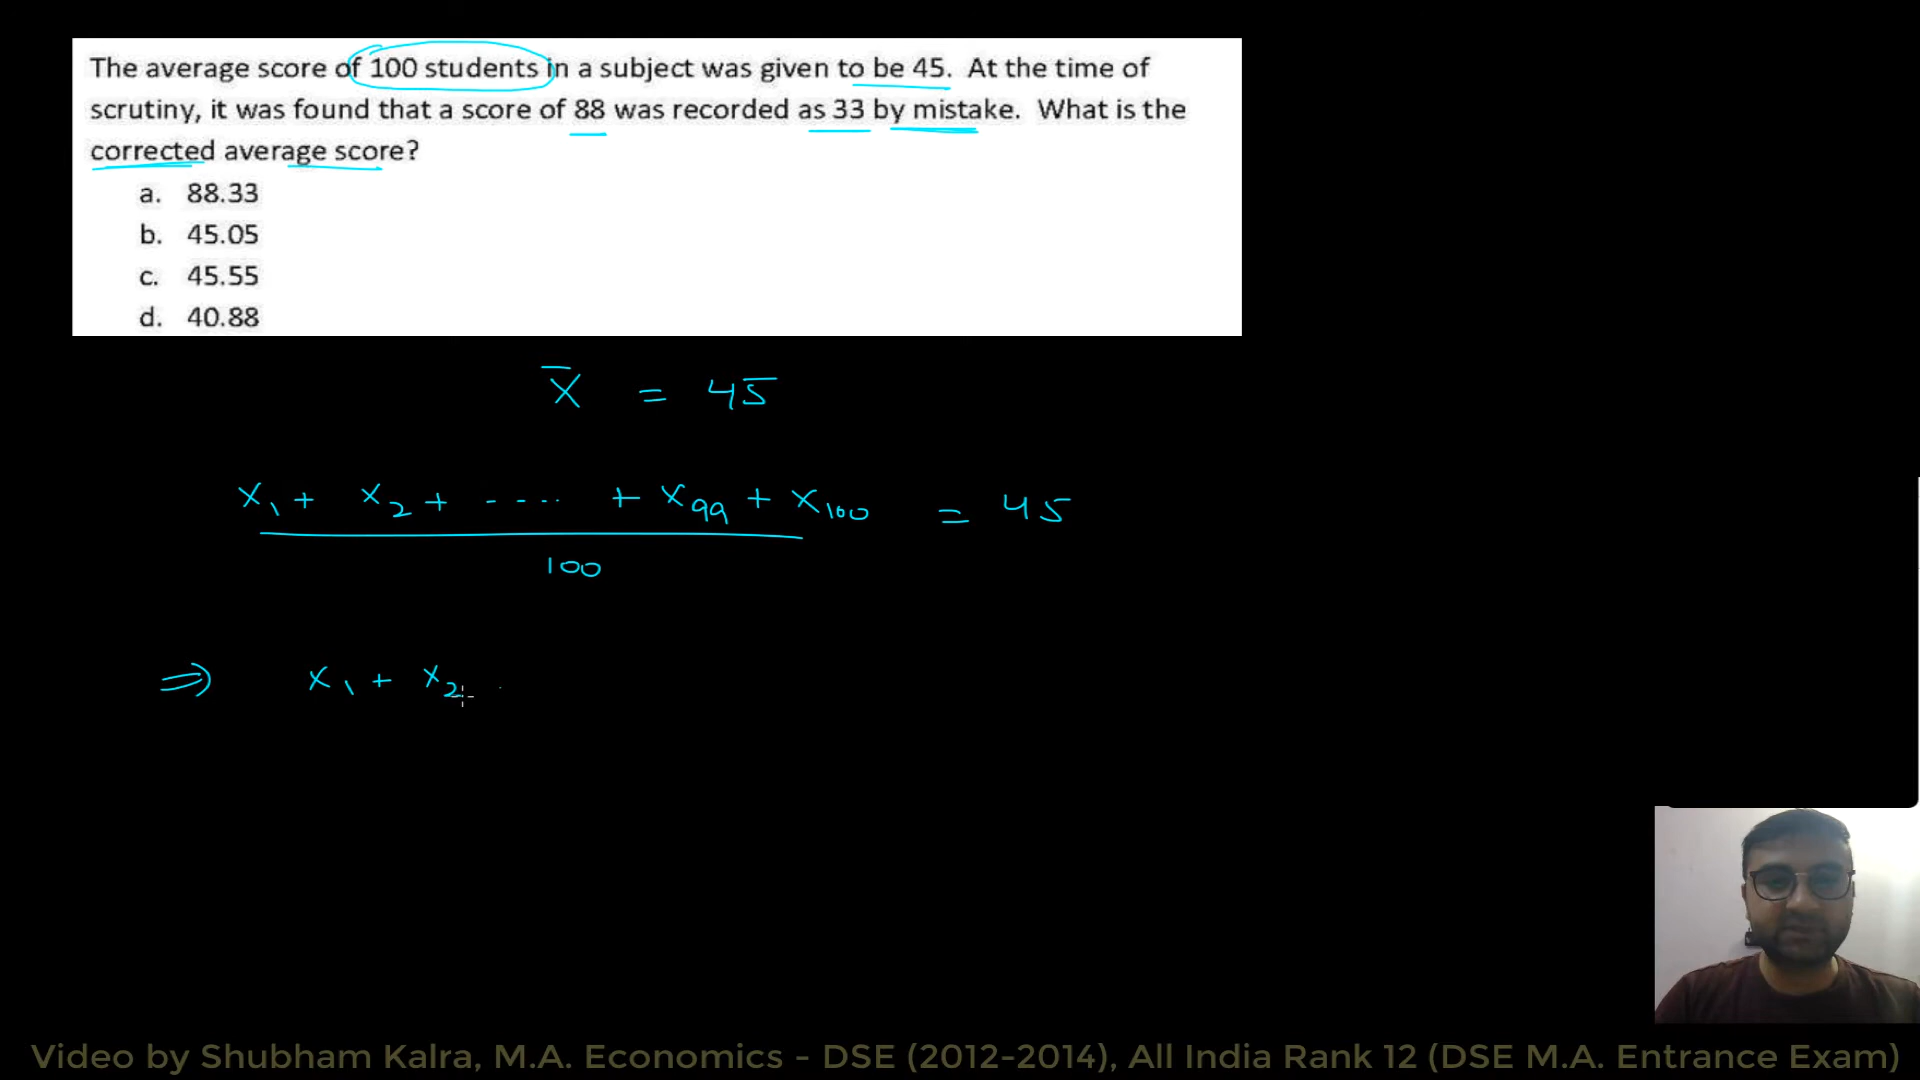 The average score of 100 students in a subject was given to be 45. At the time of
scrutiny, it was found that a score of 88 was recorded as 33 by mistake. What is the
corrected average score?
a. 88.33
b. 45.05
c. 45.55
d. 40.88
X̄ = 45
x₁ + x₂ + ---- + x₉₉ + x₁₀₀ = 45
100
⇒ x₁ + x₂
Video by Shubham Kalra, M.A. Economics - DSE (2012-2014), All India Rank 12 (DSE M.A. Entrance Exam)